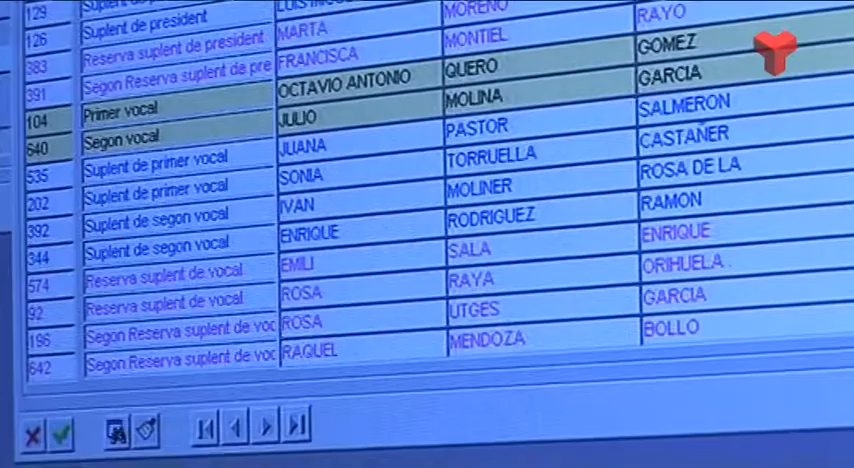 129 Suplent de president LUIS
126 Suplent de president MARTA MORENO RAYO
383 Reserva suplent de president FRANCISCA MONTIEL
391 Segon Reserva suplent de pre OCTAVIO ANTONIO QUERO GOMEZ
104 Primer vocal JULIO MOLINA GARCIA
640 Segon vocal JUANA PASTOR SALMERON
535 Suplent de primer vocal SONIA TORRUELLA CASTAÑER
202 Suplent de primer vocal IVAN MOLINER ROSA DE LA
392 Suplent de segon vocal ENRIQUE RODRIGUEZ RAMON
344 Suplent de segon vocal EMILI SALA ENRIQUE
574 Reserva suplent de vocal ROSA RAYA ORIHUELA
92 Reserva suplent de vocal ROSA UTGES GARCIA
196 Segon Reserva suplent de voc RAQUEL MENDOZA BOLLO
642 Segon Reserva suplent de voc